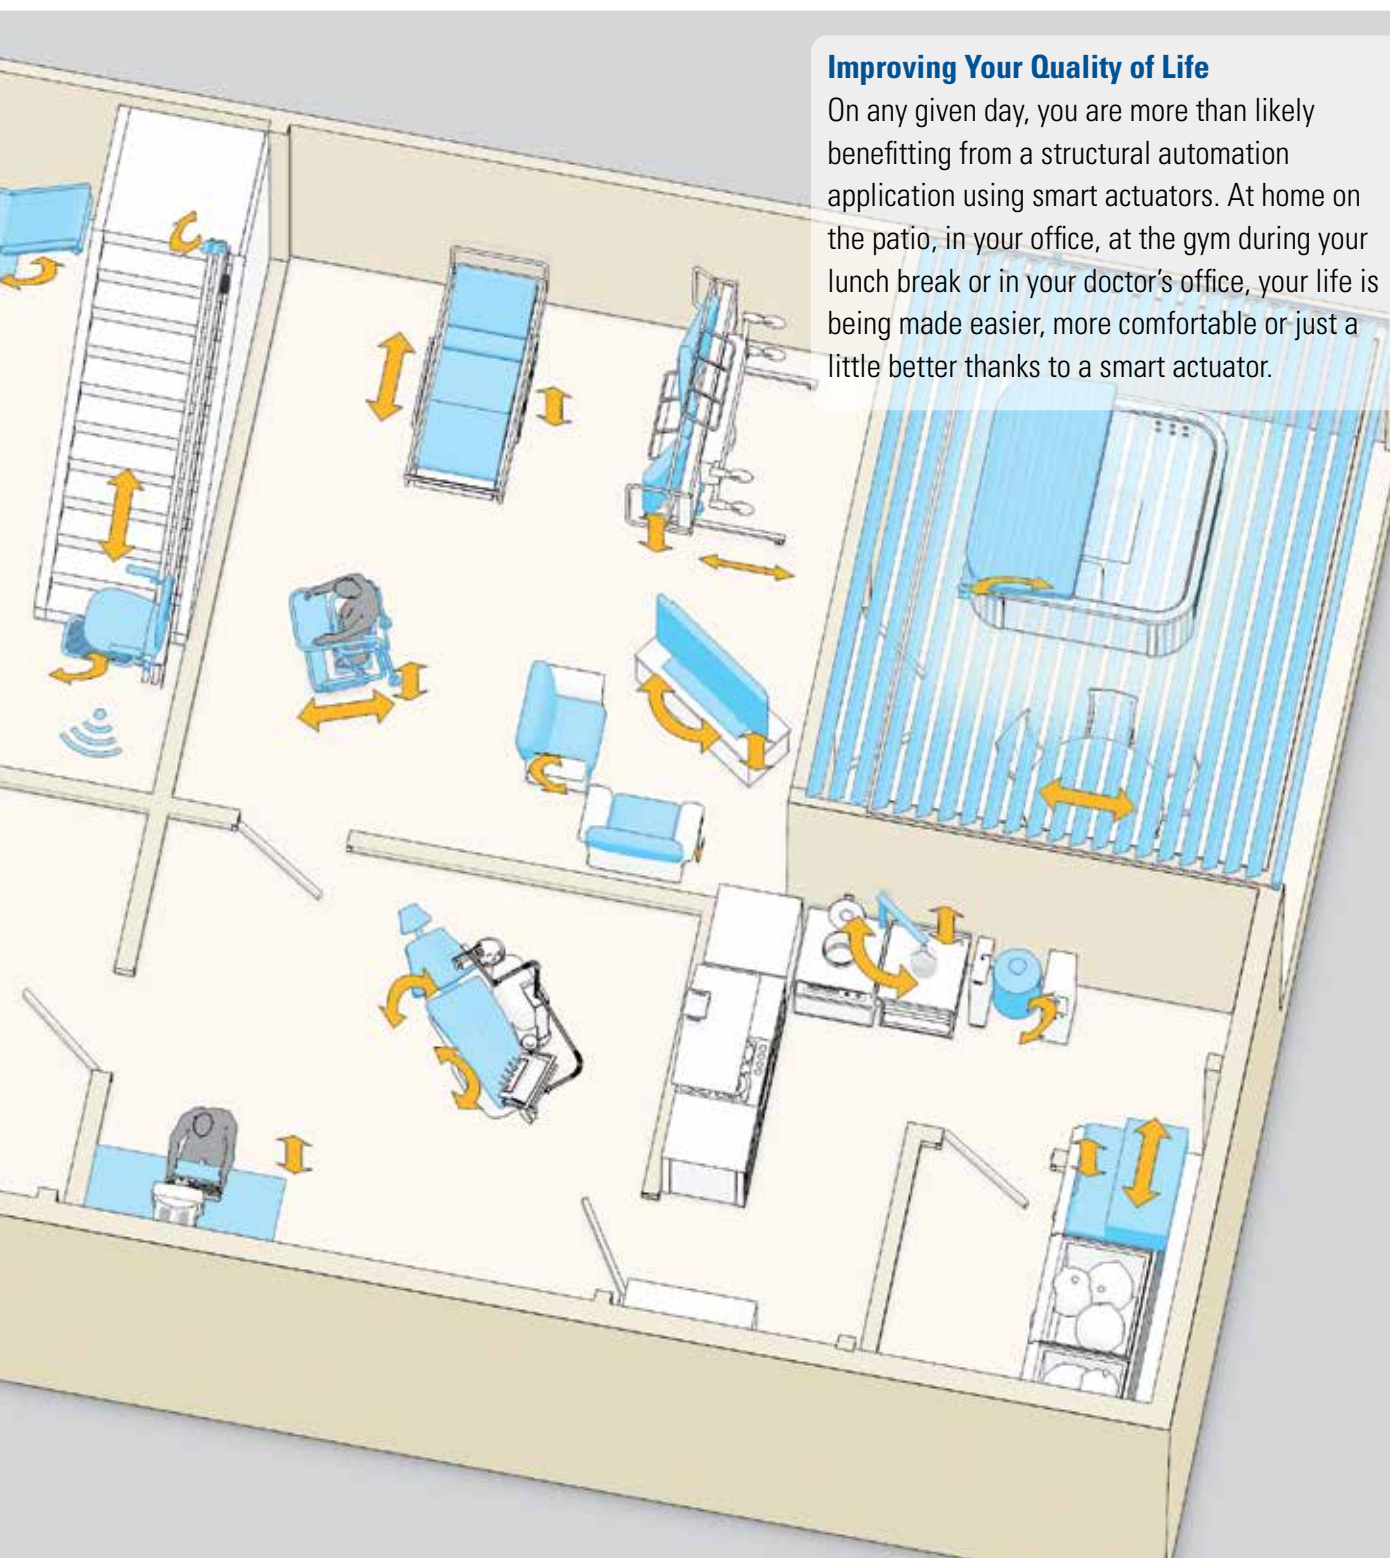 Improving Your Quality of Life
On any given day, you are more than likely
benefitting from a structural automation
application using smart actuators. At home on
the patio, in your office, at the gym during your
lunch break or in your doctor’s office, your life is
being made easier, more comfortable or just a
little better thanks to a smart actuator.